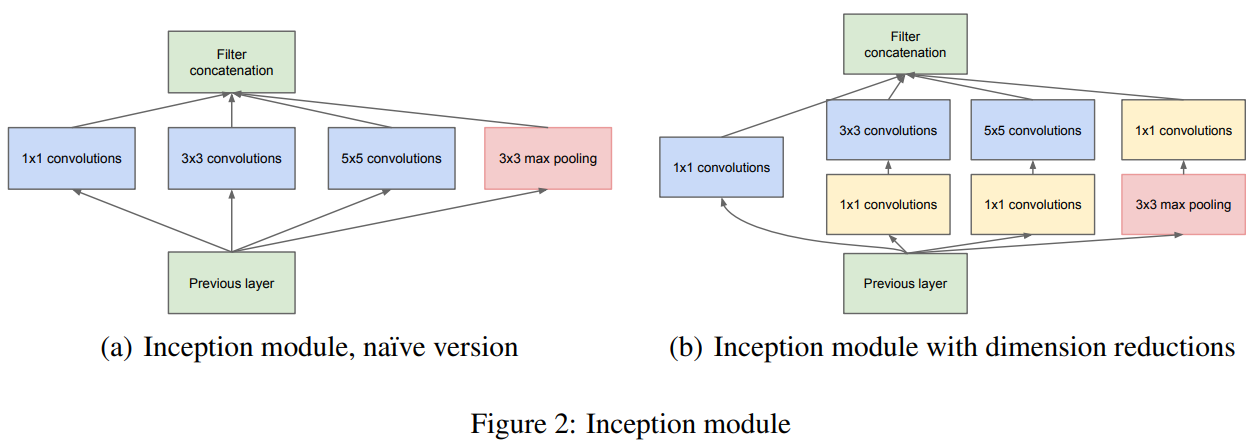 Filter
concatenation
1x1 convolutions
3x3 convolutions
5x5 convolutions
3x3 max pooling
Previous layer
(a) Inception module, naïve version
Filter
concatenation
1x1 convolutions
3x3 convolutions
5x5 convolutions
1x1 convolutions
1x1 convolutions
1x1 convolutions
3x3 max pooling
Previous layer
(b) Inception module with dimension reductions
Figure 2: Inception module